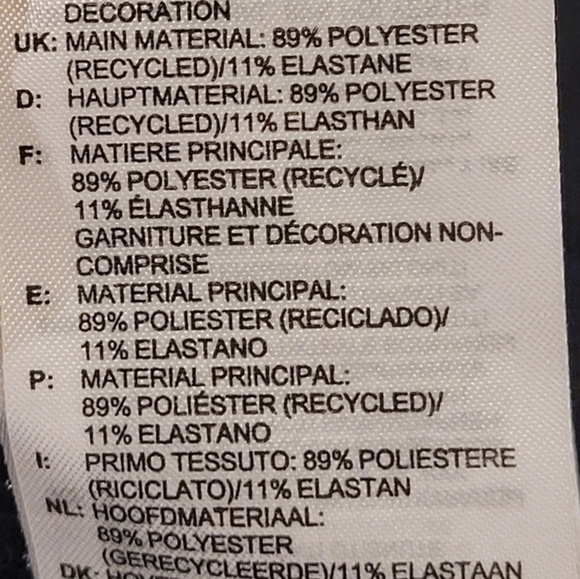 DECORATION
UK: MAIN MATERIAL: 89% POLYESTER
(RECYCLED)/11% ELASTANE
D: HAUPTMATERIAL: 89% POLYESTER
(RECYCLED)/11% ELASTHAN
F: MATIERE PRINCIPALE:
89% POLYESTER (RECYCLÉ)/
11% ÉLASTHANNE
GARNITURE ET DÉCORATION NON-
COMPRISE
E: MATERIAL PRINCIPAL:
89% POLIESTER (RECICLADO)/
11% ELASTANO
P: MATERIAL PRINCIPAL:
89% POLIÉSTER (RECYCLED)/
11% ELASTANO
I: PRIMO TESSUTO: 89% POLIESTERE
(RICICLATO)/11% ELASTAN
NL: HOOFDMATERIAAL:
89% POLYESTER
(GERECYCLEERDE)/11% ELASTAAN
DK: